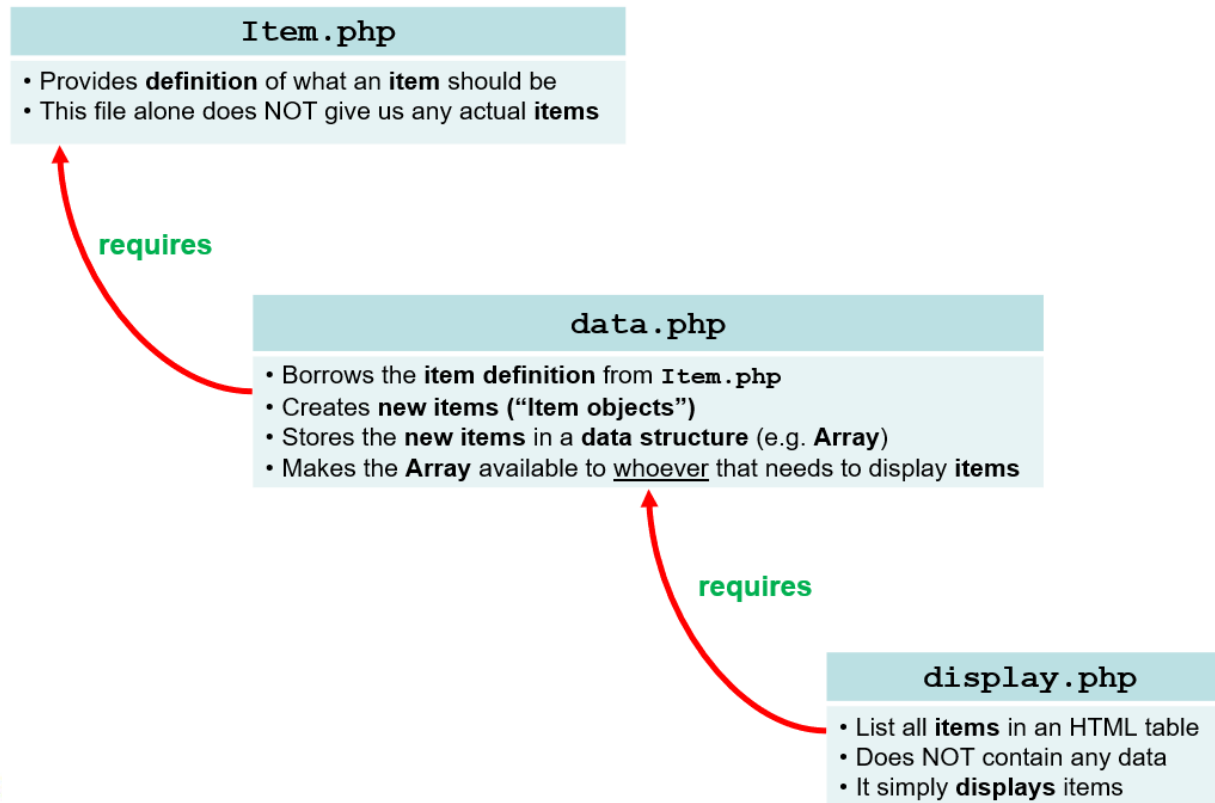 Item.php
• Provides definition of what an item should be
• This file alone does NOT give us any actual items
requires
data.php
• Borrows the item definition from Item.php
• Creates new items (“Item objects”)
• Stores the new items in a data structure (e.g. Array)
• Makes the Array available to whoever that needs to display items
requires
display.php
• List all items in an HTML table
• Does NOT contain any data
• It simply displays items